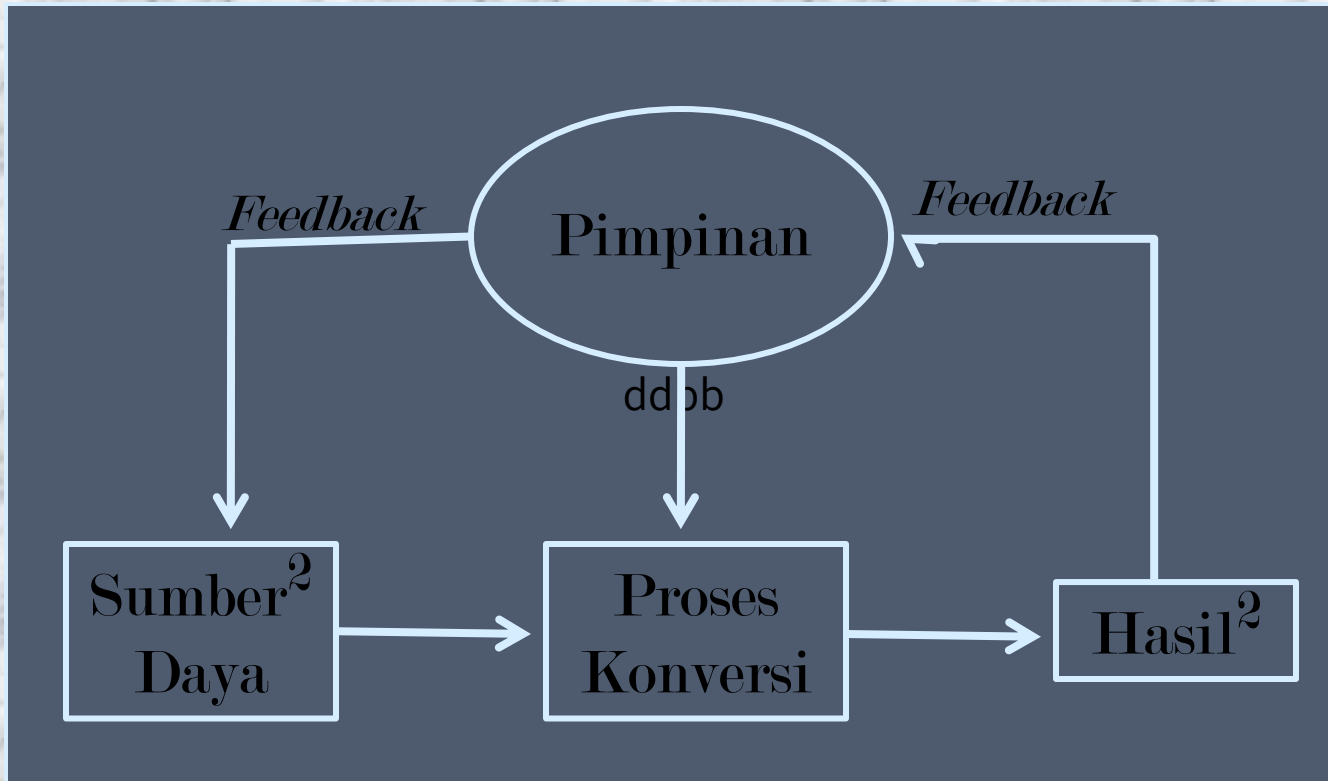 Feedback
Feedback
Pimpinan
ddbb
Sumber²
Daya
Proses
Konversi
Hasil²